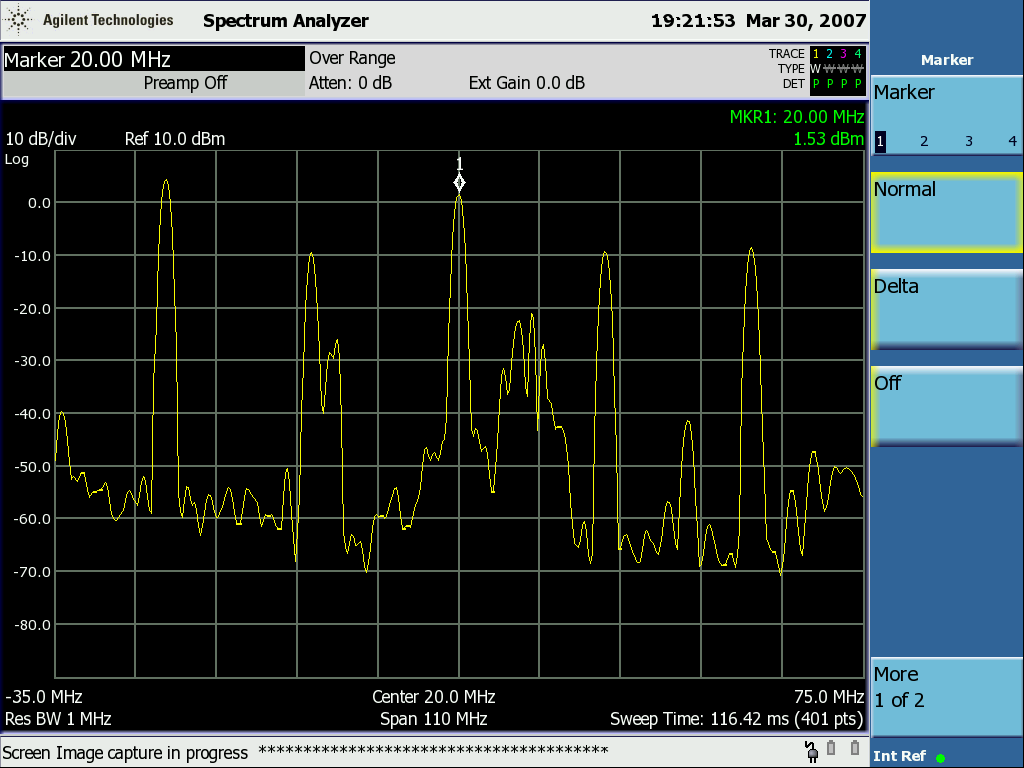 Agilent Technologies Spectrum Analyzer 19:21:53 Mar 30, 2007
Marker
Marker 20.00 MHz Over Range TRACE 1 2 3 4
TYPE W W W W
Preamp Off Atten: 0 dB Ext Gain 0.0 dB DET P P P P
Marker
1 2 3 4
MKR1: 20.00 MHz
10 dB/div Ref 10.0 dBm 1.53 dBm
Log
1
0.0
-10.0
-20.0
-30.0
-40.0
-50.0
-60.0
-70.0
-80.0
Normal
Delta
Off
More
1 of 2
-35.0 MHz Center 20.0 MHz 75.0 MHz
Res BW 1 MHz Span 110 MHz Sweep Time: 116.42 ms (401 pts)
Screen Image capture in progress ***************************************
Int Ref